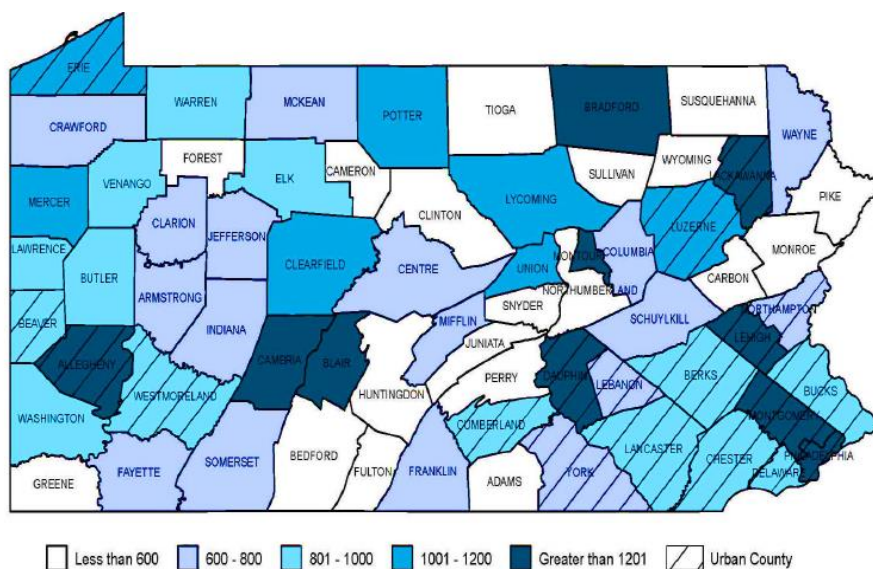 ERIE
WARREN
MCKEAN
POTTER
TIOGA
BRADFORD
SUSQUEHANNA
CRAWFORD
WAYNE
FOREST
CAMERON
SULLIVAN
WYOMING
LACKAWANNA
MERCER
VENANGO
ELK
LYCOMING
PIKE
CLARION
CLINTON
LUZERNE
JEFFERSON
LAWRENCE
CLEARFIELD
MONROE
BUTLER
CENTRE
UNION
MONTOUR
COLUMBIA
CARBON
ARMSTRONG
NORTHUMBERLAND
SNYDER
BEAVER
INDIANA
MIFFLIN
SCHUYLKILL
ORTHAMPTON
JUNIATA
LEHIGH
ALLEGHENY
CAMBRIA
BLAIR
PERRY
DAUPHIN
LEBANON
BERKS
WESTMORELAND
HUNTINGDON
BUCKS
WASHINGTON
CUMBERLAND
MONTGOMERY
LANCASTER
PHILADELPHIA
SOMERSET
BEDFORD
FULTON
FRANKLIN
YORK
CHESTER
DELAWARE
GREENE
FAYETTE
ADAMS
Less than 600
600 - 800
801 - 1000
1001 - 1200
Greater than 1201
Urban County